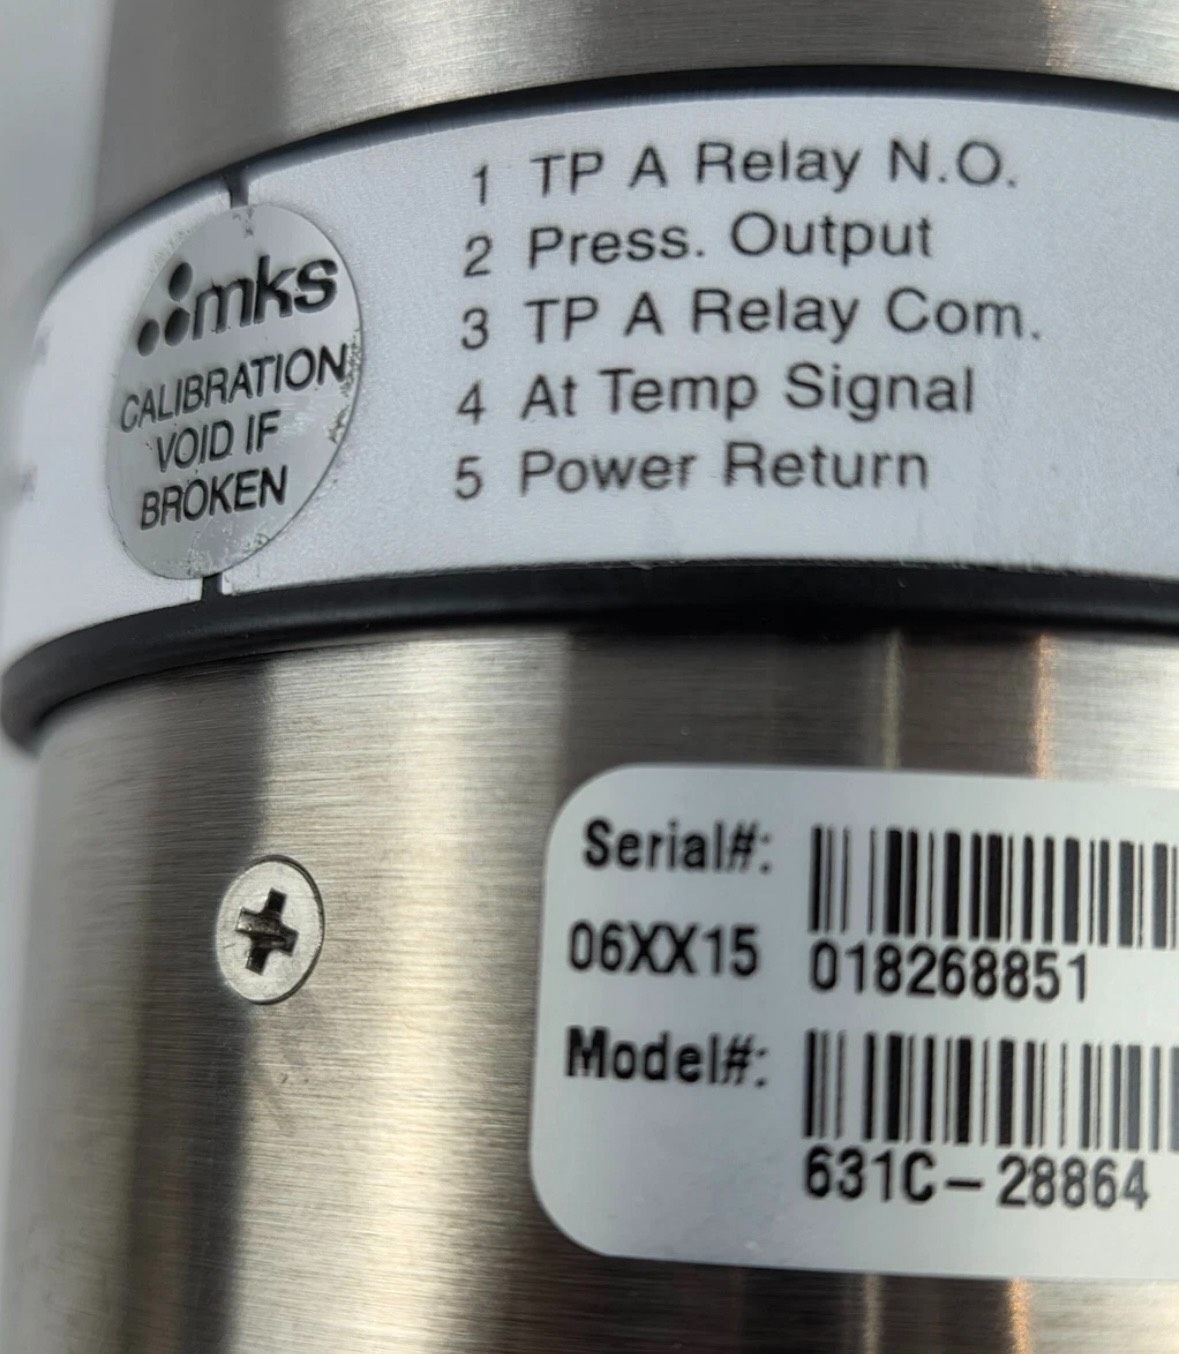 1 TP A Relay N.O.
2 Press. Output
3 TP A Relay Com.
4 At Temp Signal
5 Power Return
mks
CALIBRATION
VOID IF
BROKEN
Serial#:
06XX15 018268851
Model#:
631C-28864